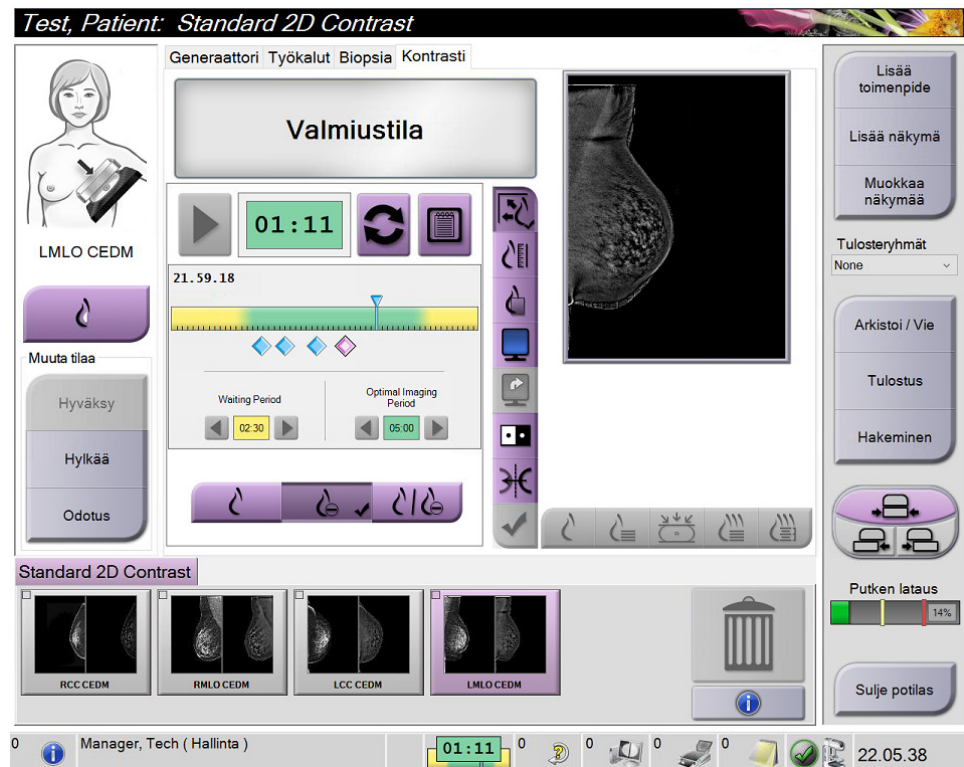 Test, Patient: Standard 2D Contrast
Generaattori Työkalut Biopsia Kontrasti
Valmiustila
LMLO CEDM
01:11
21.59.18
Waiting Period
02:30
Optimal Imaging
Period
05:00
Muuta tilaa
Hyväksy
Hylkää
Odotus
Lisää
toimenpide
Lisää näkymä
Muokkaa
näkymää
Tulosteryhmät
None
Arkistoi / Vie
Tulostus
Hakeminen
Putken lataus
14%
Sulje potilas
Standard 2D Contrast
RCC CEDM
RMLO CEDM
LCC CEDM
LMLO CEDM
0
Manager, Tech ( Hallinta )
01:11
0
0
0
0
22.05.38